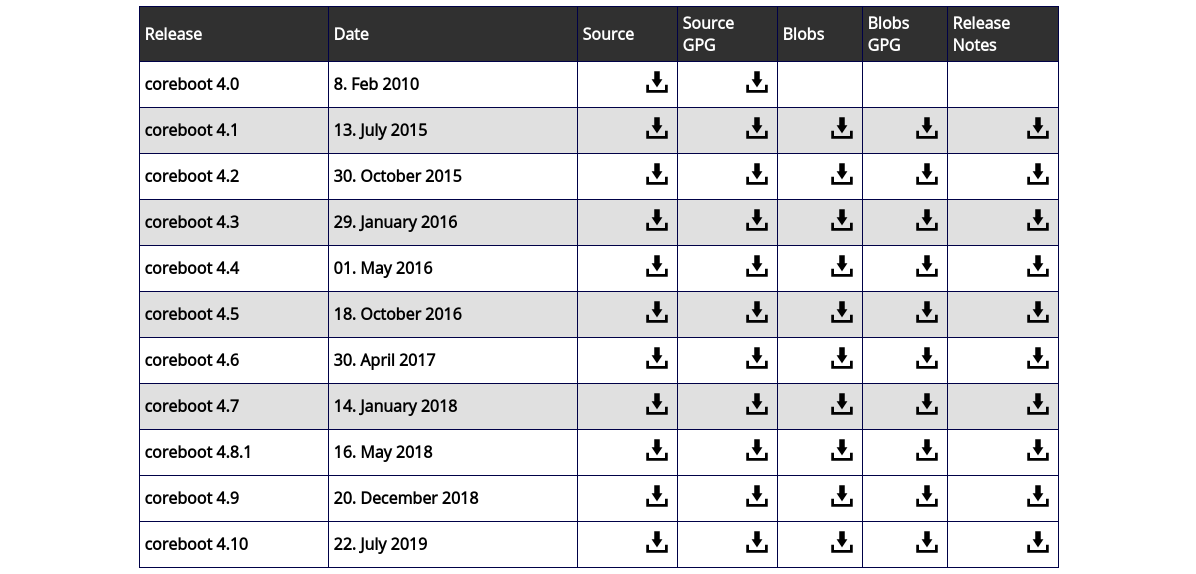 Release Date Source Source GPG Blobs Blobs GPG Release Notes
coreboot 4.0 8. Feb 2010
coreboot 4.1 13. July 2015
coreboot 4.2 30. October 2015
coreboot 4.3 29. January 2016
coreboot 4.4 01. May 2016
coreboot 4.5 18. October 2016
coreboot 4.6 30. April 2017
coreboot 4.7 14. January 2018
coreboot 4.8.1 16. May 2018
coreboot 4.9 20. December 2018
coreboot 4.10 22. July 2019